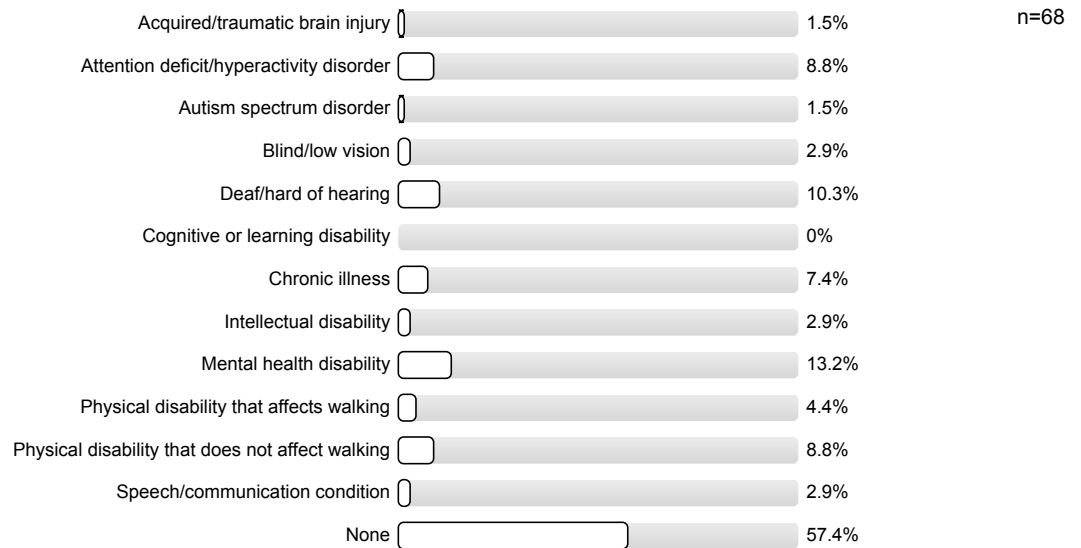 Acquired/traumatic brain injury 1.5% n=68
Attention deficit/hyperactivity disorder 8.8%
Autism spectrum disorder 1.5%
Blind/low vision 2.9%
Deaf/hard of hearing 10.3%
Cognitive or learning disability 0%
Chronic illness 7.4%
Intellectual disability 2.9%
Mental health disability 13.2%
Physical disability that affects walking 4.4%
Physical disability that does not affect walking 8.8%
Speech/communication condition 2.9%
None 57.4%